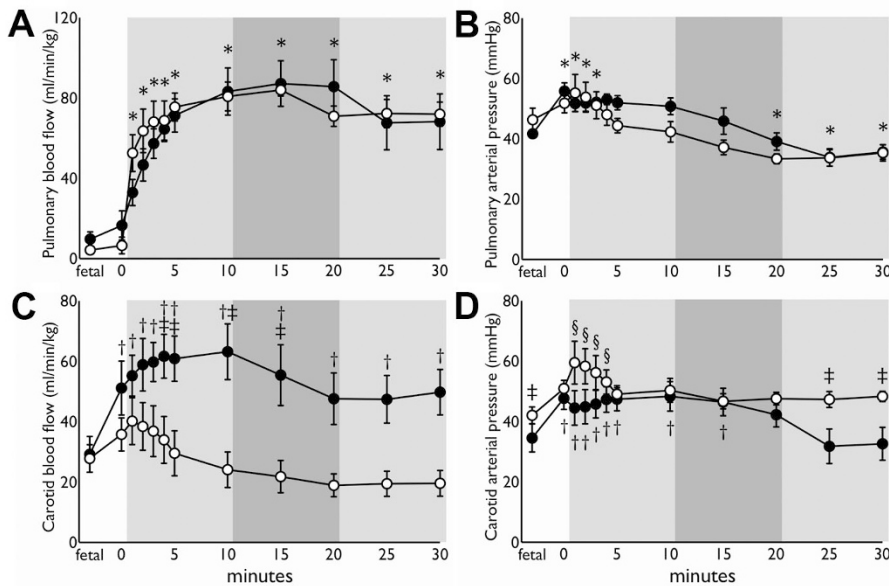 A
Pulmonary blood flow (ml/min/kg)
120
80
40
0
* * ** * * * * * *
fetal 0 5 10 15 20 25 30
B
Pulmonary arterial pressure (mmHg)
80
60
40
20
0
* * * * * * *
fetal 0 5 10 15 20 25 30
C
Carotid blood flow (ml/min/kg)
80
60
40
20
0
† † † † †‡ †‡ †‡ †‡ † † †
fetal 0 5 10 15 20 25 30
minutes
D
Carotid arterial pressure (mmHg)
80
60
40
20
0
‡ § § § § ‡ ‡
† † † † † † † †
fetal 0 5 10 15 20 25 30
minutes